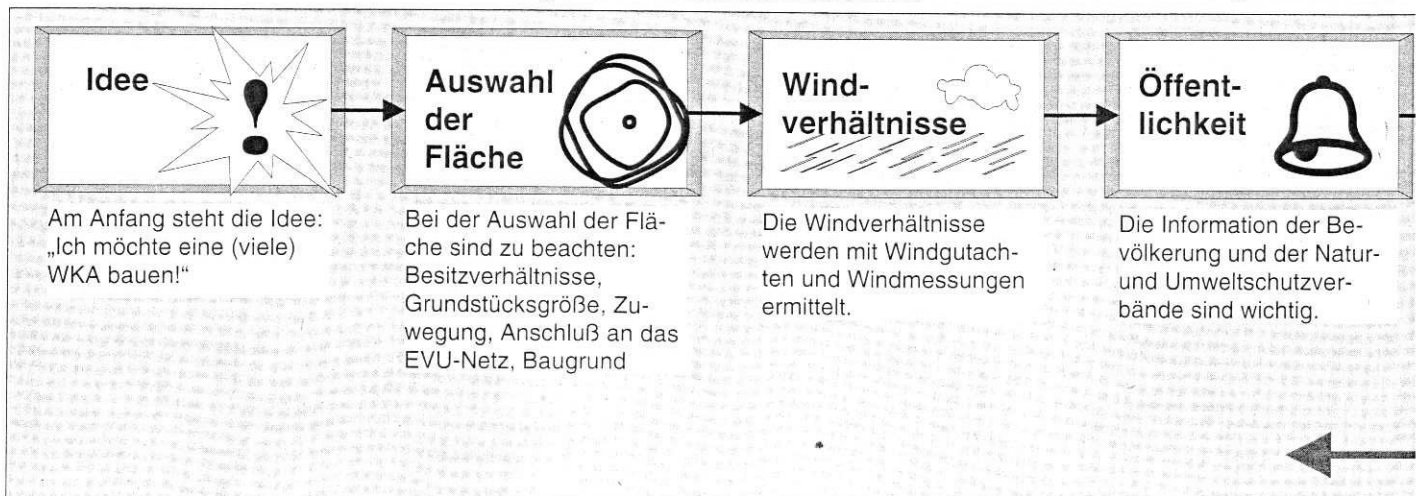 Idee
Am Anfang steht die Idee:
„Ich möchte eine (viele)
WKA bauen!“
Auswahl
der
Fläche
Bei der Auswahl der Flä-
che sind zu beachten:
Besitzverhältnisse,
Grundstücksgröße, Zu-
wegung, Anschluß an das
EVU-Netz, Baugrund
Wind-
verhältnisse
Die Windverhältnisse
werden mit Windgutach-
ten und Windmessungen
ermittelt.
Öffent-
lichkeit
Die Information der Be-
völkerung und der Natur-
und Umweltschutzver-
bände sind wichtig.